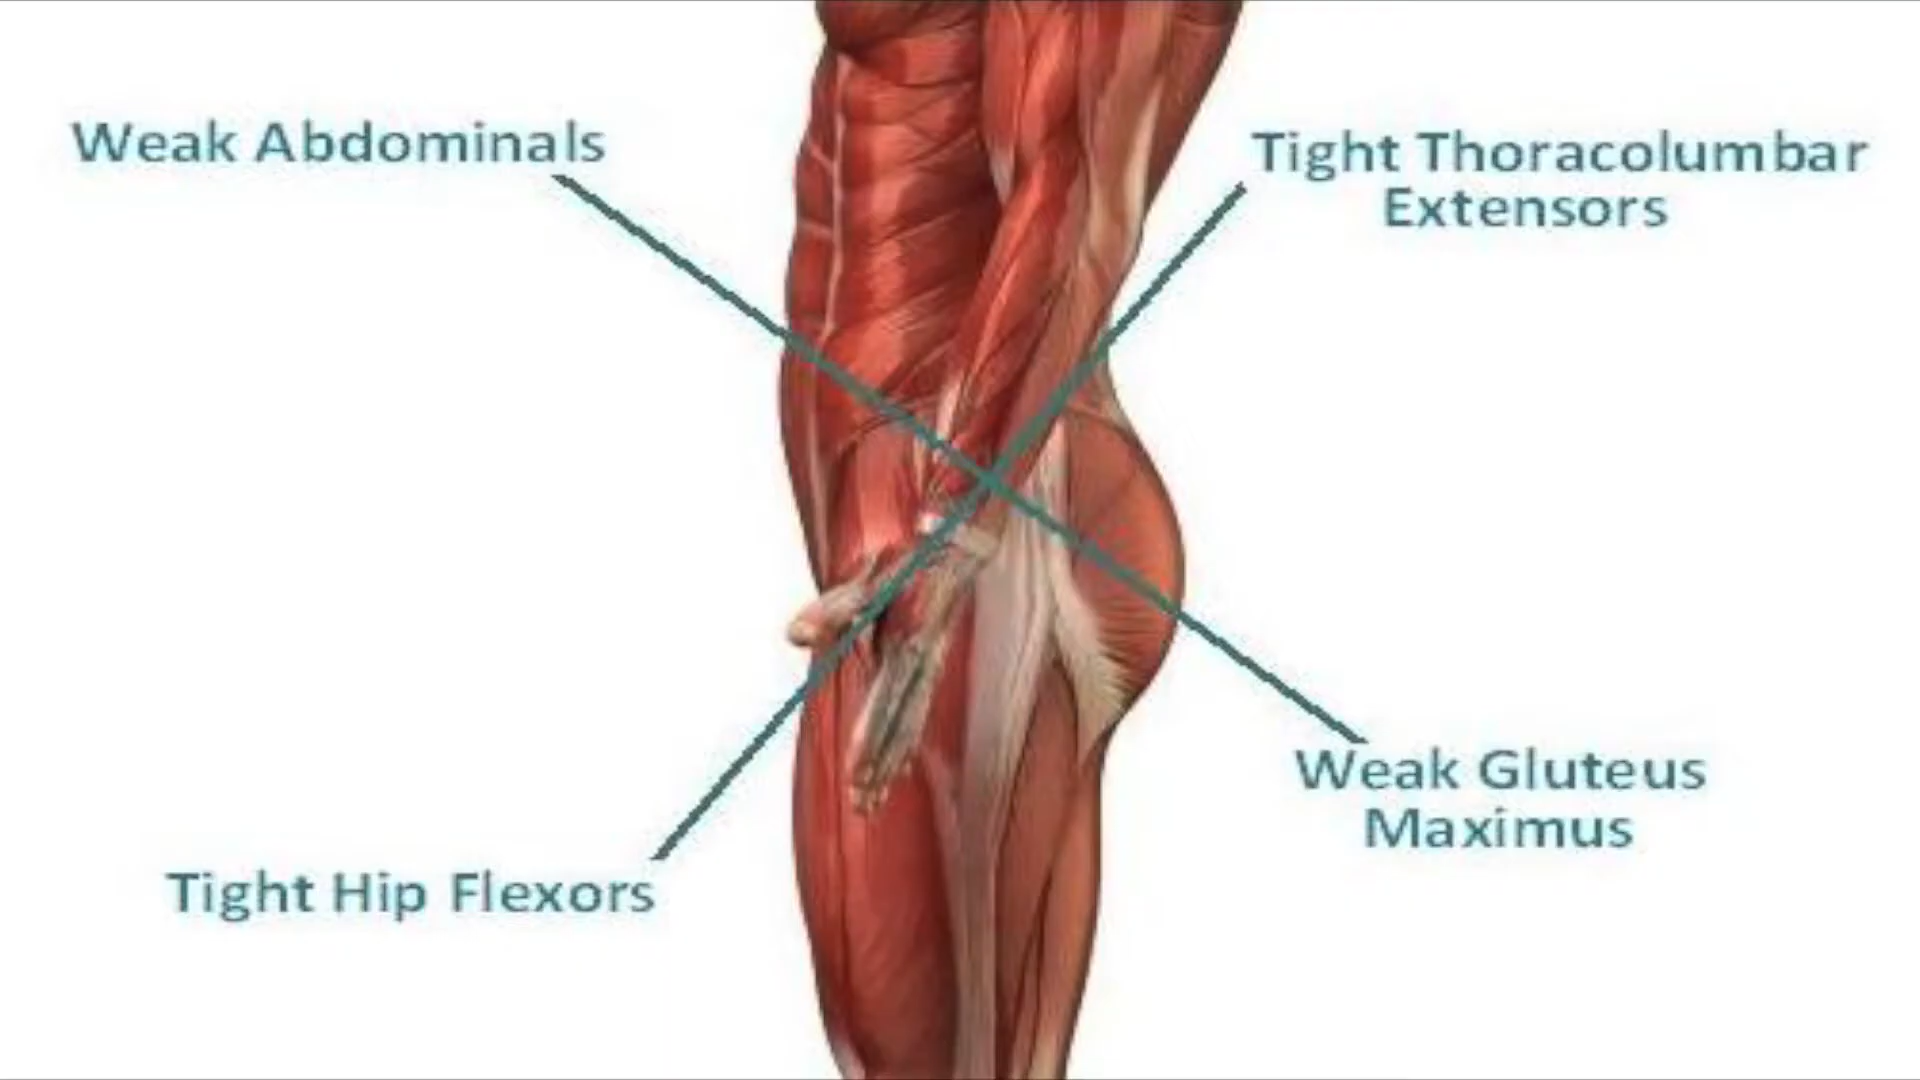 Weak Abdominals
Tight Thoracolumbar
Extensors
Tight Hip Flexors
Weak Gluteus
Maximus